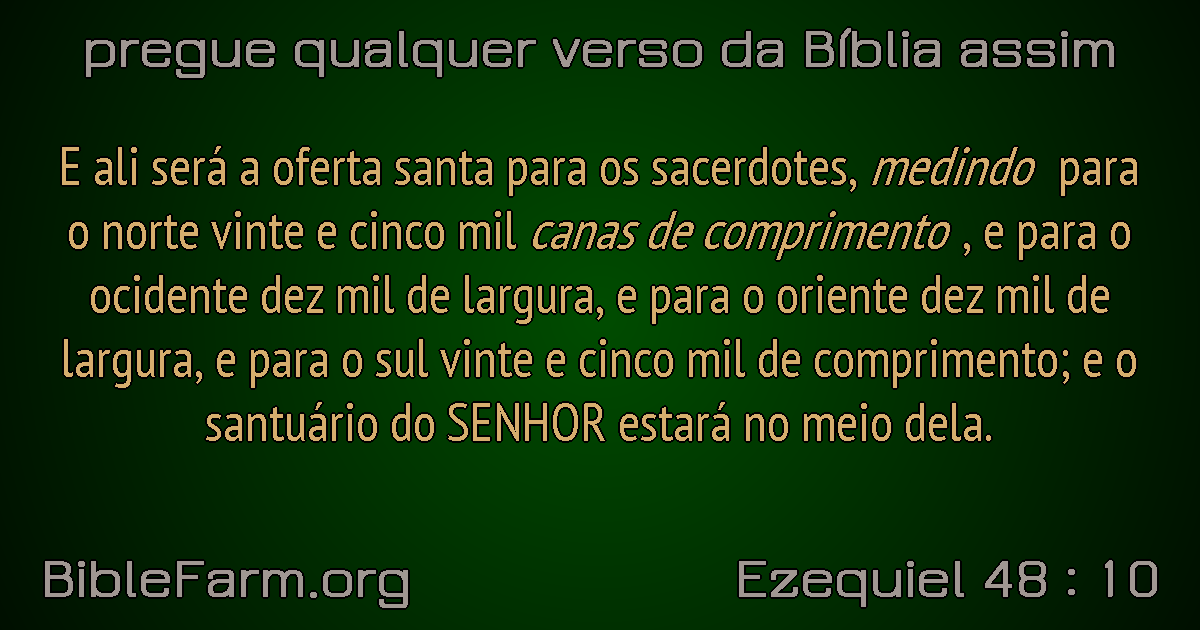 pregue qualquer verso da Bíblia assim
E ali será a oferta santa para os sacerdotes, medindo para
o norte vinte e cinco mil canas de comprimento , e para o
ocidente dez mil de largura, e para o oriente dez mil de
largura, e para o sul vinte e cinco mil de comprimento; e o
santuário do SENHOR estará no meio dela.
BibleFarm.org
Ezequiel 48 : 10